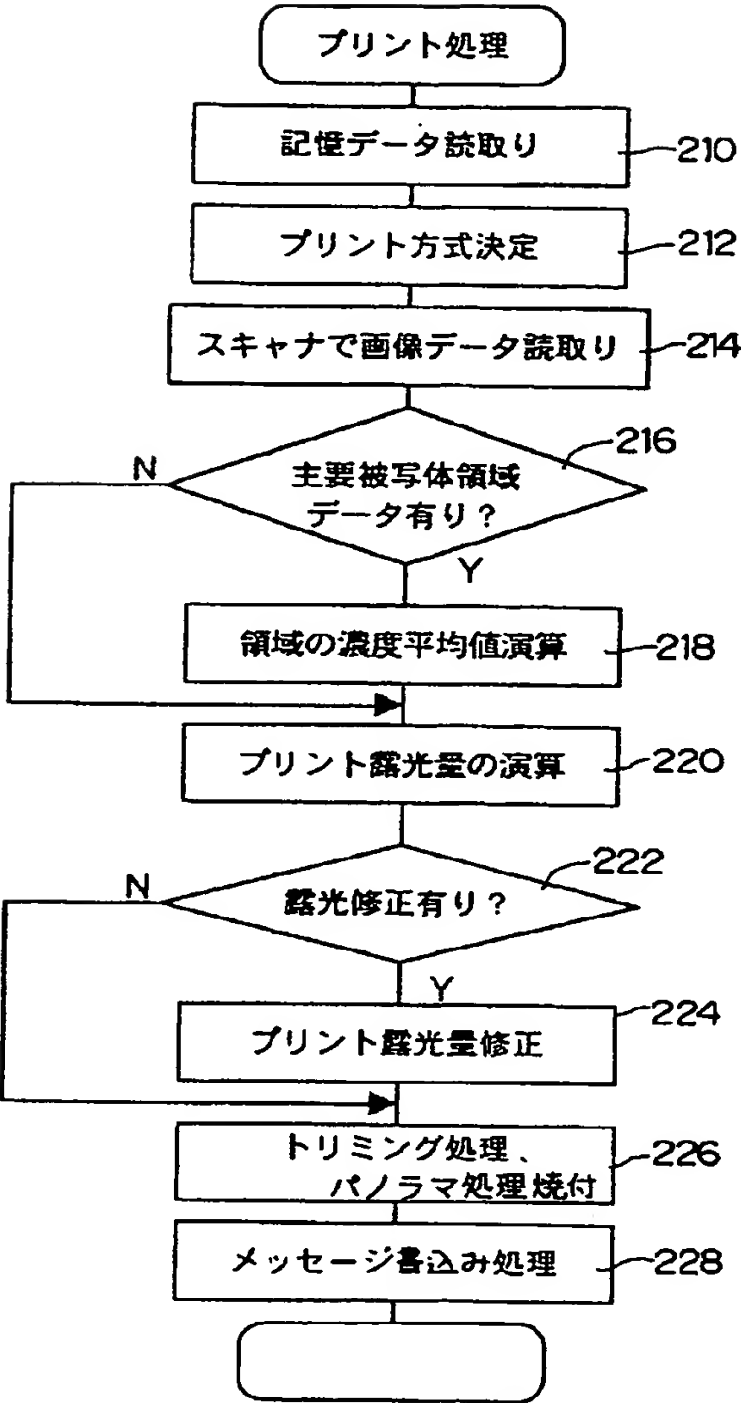 プリント処理
記憶データ読取り
210
プリント方式決定
212
スキャナで画像データ読取り
214
216
N
主要被写体領域
データ有り?
Y
領域の濃度平均値演算
218
プリント露光量の演算
220
222
N
露光修正有り?
Y
224
プリント露光量修正
トリミング処理、
226
パノラマ処理焼付
メッセージ書込み処理
228